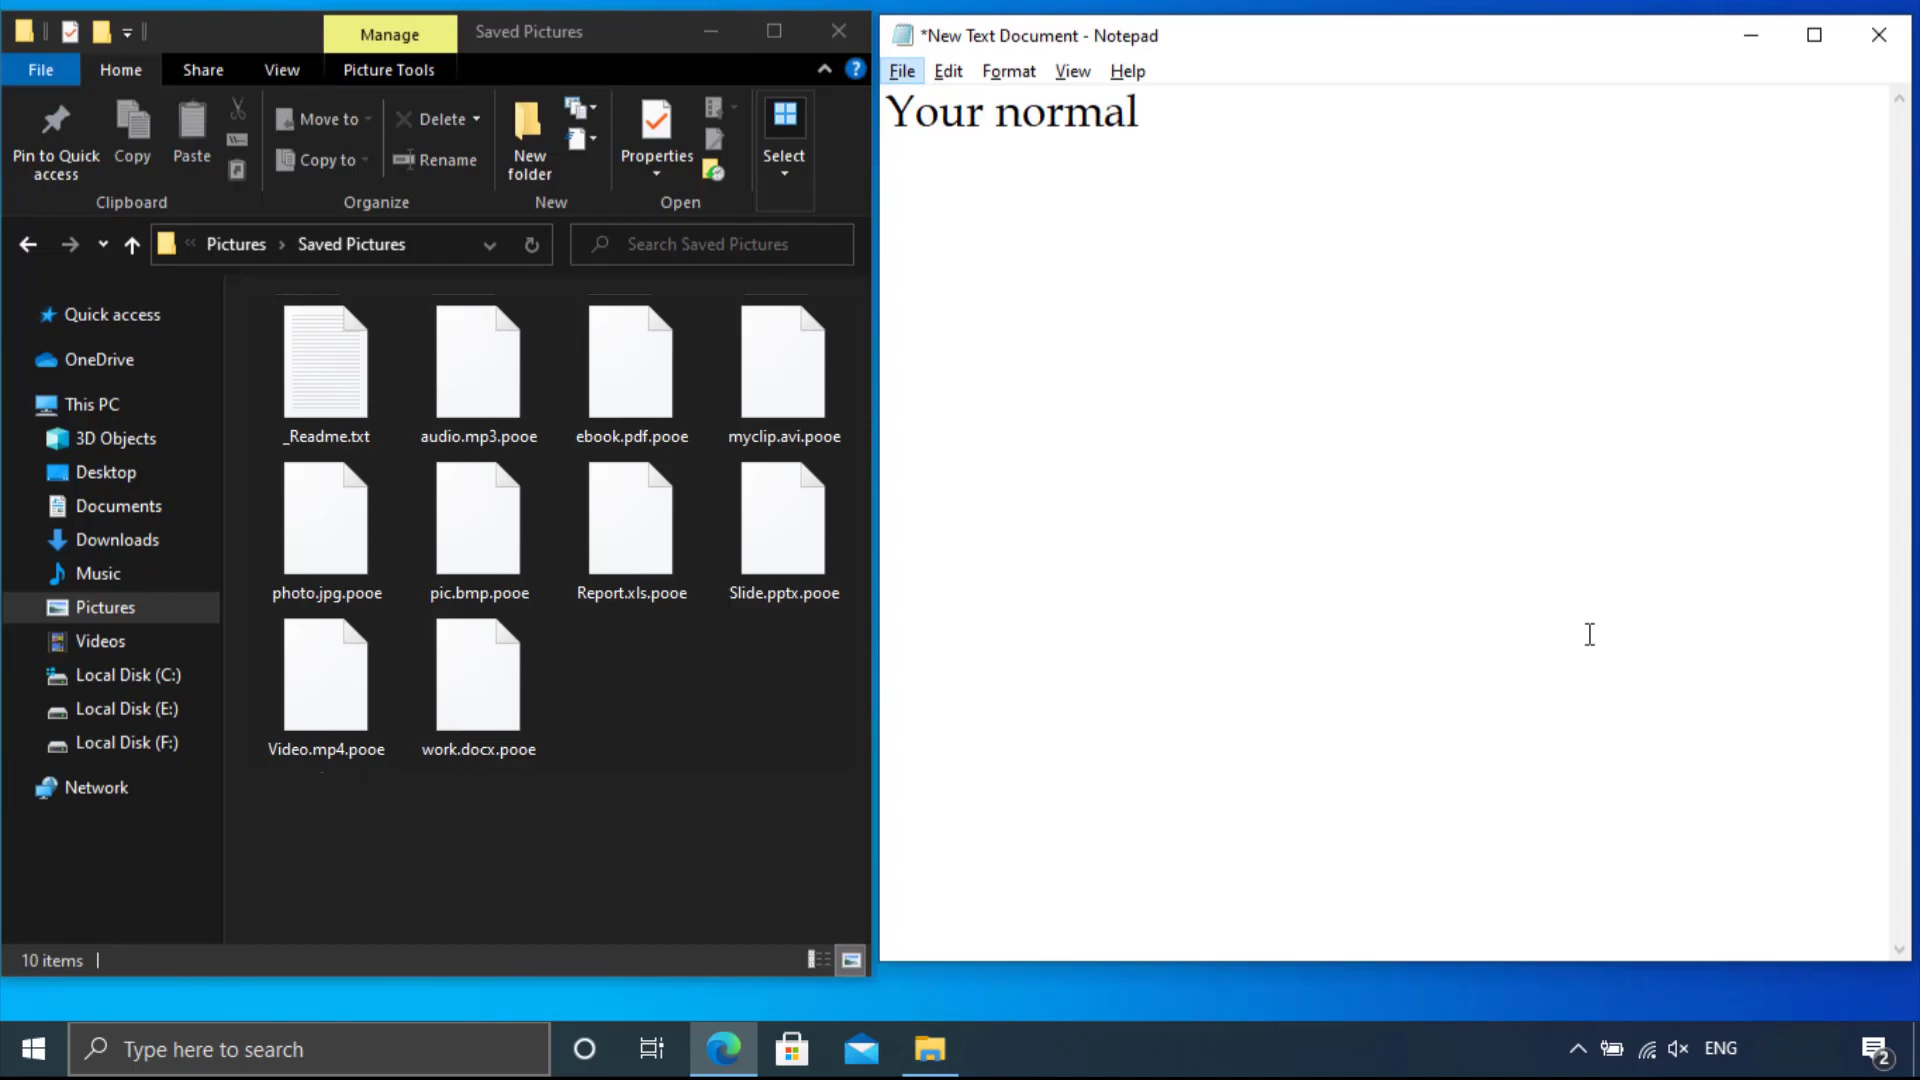 Manage
Saved Pictures
File
Home
Share
View
Picture Tools
Pin to Quick access
Copy
Paste
Move to
Copy to
Delete
Rename
New folder
Properties
Select
Clipboard
Organize
New
Open
Pictures
Saved Pictures
Search Saved Pictures
Quick access
OneDrive
This PC
3D Objects
Desktop
Documents
Downloads
Music
Pictures
Videos
Local Disk (C:)
Local Disk (E:)
Local Disk (F:)
Network
_Readme.txt
audio.mp3.pooe
ebook.pdf.pooe
myclip.avi.pooe
photo.jpg.pooe
pic.bmp.pooe
Report.xls.pooe
Slide.pptx.pooe
Video.mp4.pooe
work.docx.pooe
10 items
*New Text Document - Notepad
File
Edit
Format
View
Help
Your normal
Type here to search
ENG
2